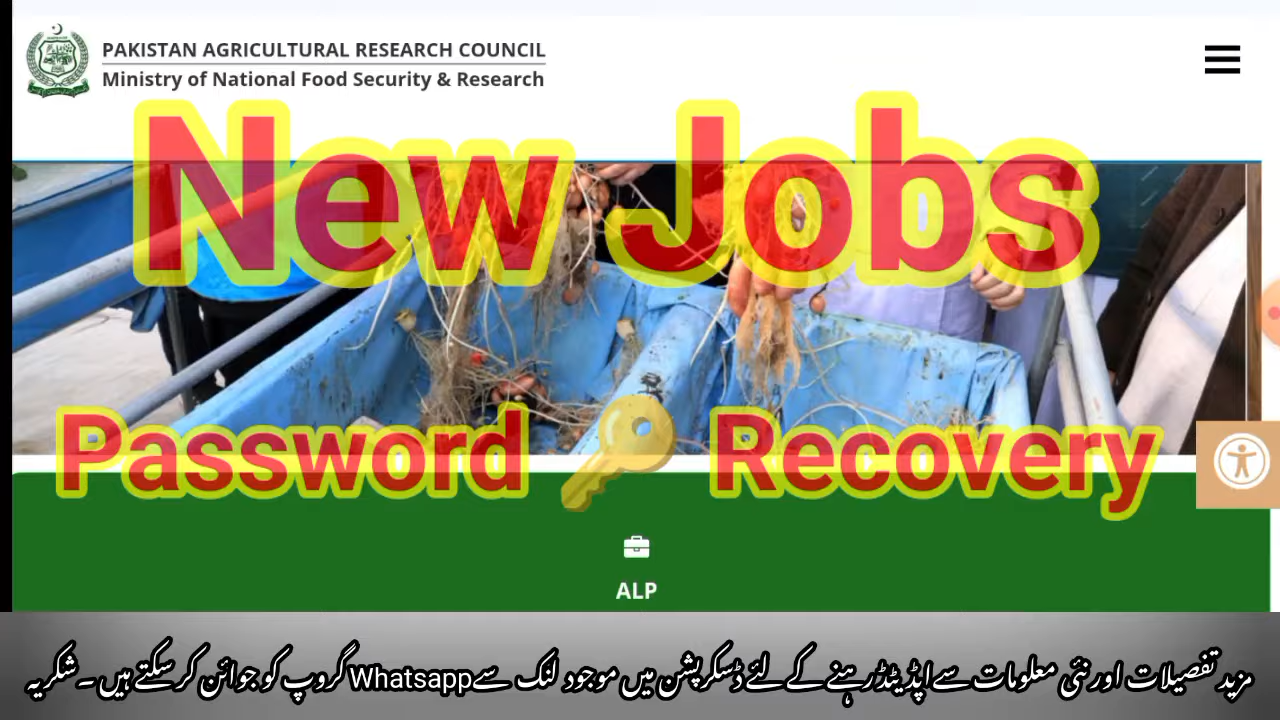 PAKISTAN AGRICULTURAL RESEARCH COUNCIL
Ministry of National Food Security & Research
New Jobs
Password 🔑 Recovery
ALP
مزید تفصیلات اور نئی معلومات سے اپڈیٹڈ رہنے کے لئے ڈسکرپشن میں موجود لنک سے Whatsapp گروپ کو جوائن کر سکتے ہیں۔ شکریہ